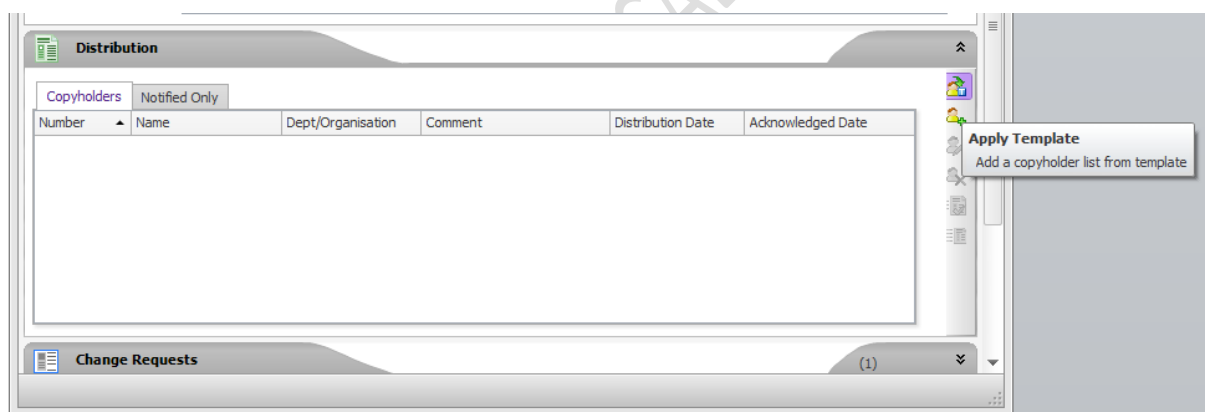 Distribution
Copyholders Notified Only
Number Name Dept/Organisation Comment Distribution Date Acknowledged Date
Apply Template
Add a copyholder list from template
Change Requests (1)